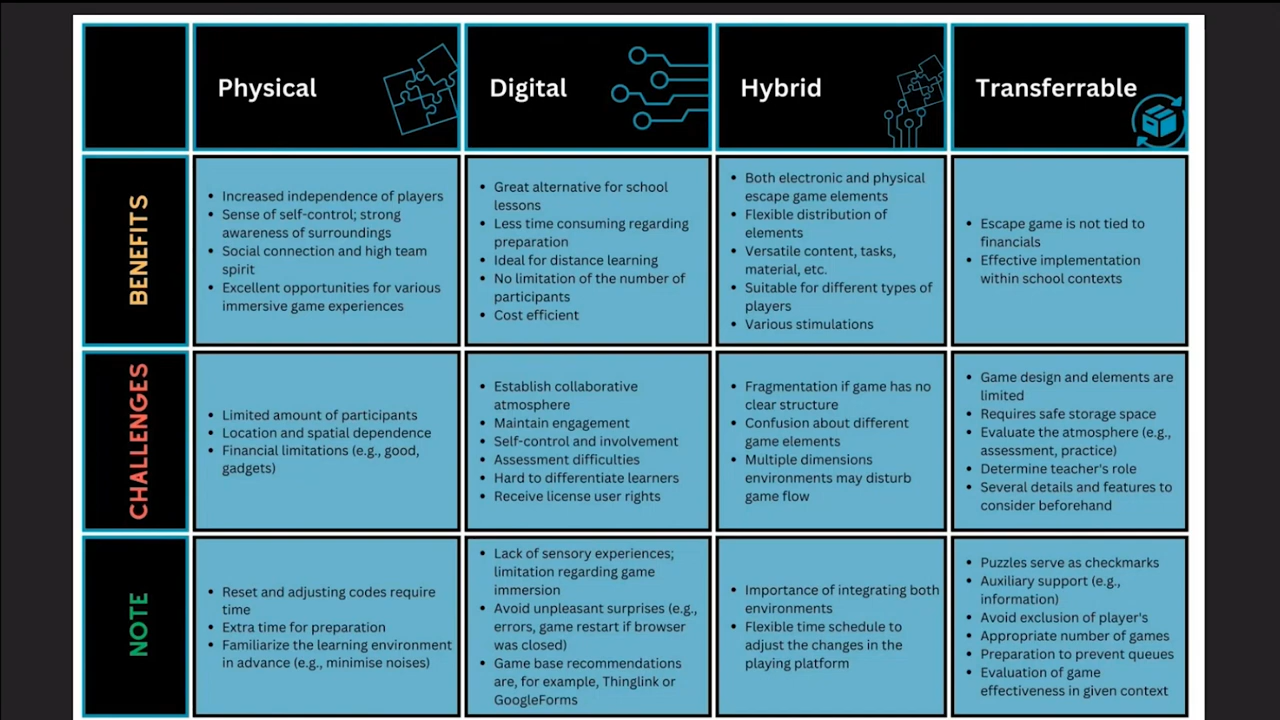 Physical
Digital
Hybrid
Transferrable
BENEFITS
• Increased independence of players
• Sense of self-control; strong
awareness of surroundings
• Social connection and high team
spirit
• Excellent opportunities for various
immersive game experiences
• Great alternative for school
lessons
• Less time consuming regarding
preparation
• Ideal for distance learning
• No limitation of the number of
participants
• Cost efficient
• Both electronic and physical
escape game elements
• Flexible distribution of
elements
• Versatile content, tasks,
material, etc.
• Suitable for different types of
players
• Various stimulations
• Escape game is not tied to
financials
• Effective implementation
within school contexts
CHALLENGES
• Limited amount of participants
• Location and spatial dependence
• Financial limitations (e.g., good,
gadgets)
• Establish collaborative
atmosphere
• Maintain engagement
• Self-control and involvement
• Assessment difficulties
• Hard to differentiate learners
• Receive license user rights
• Fragmentation if game has no
clear structure
• Confusion about different
game elements
• Multiple dimensions
environments may disturb
game flow
• Game design and elements are
limited
• Requires safe storage space
• Evaluate the atmosphere (e.g.,
assessment, practice)
• Determine teacher's role
• Several details and features to
consider beforehand
NOTE
• Reset and adjusting codes require
time
• Extra time for preparation
• Familiarize the learning environment
in advance (e.g., minimise noises)
• Lack of sensory experiences;
limitation regarding game
immersion
• Avoid unpleasant surprises (e.g.,
errors, game restart if browser
was closed)
• Game base recommendations
are, for example, Thinglink or
GoogleForms
• Importance of integrating both
environments
• Flexible time schedule to
adjust the changes in the
playing platform
• Puzzles serve as checkmarks
• Auxiliary support (e.g.,
information)
• Avoid exclusion of player's
• Appropriate number of games
• Preparation to prevent queues
• Evaluation of game
effectiveness in given context